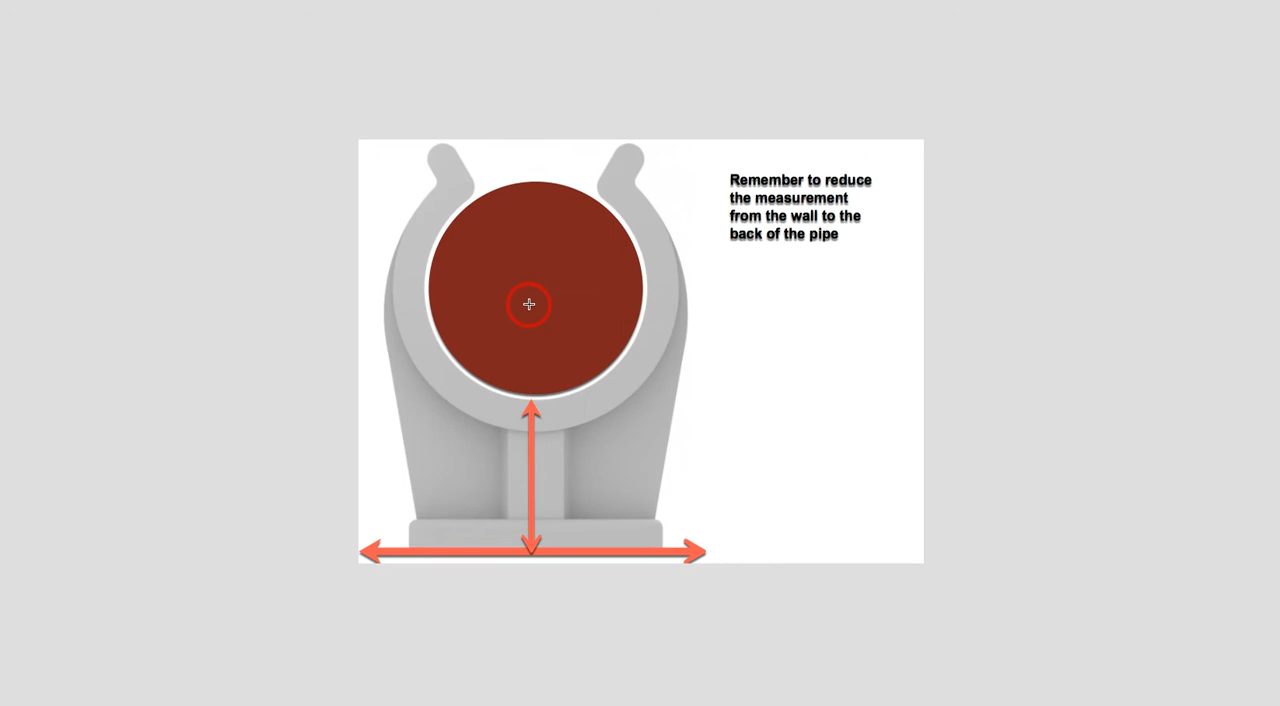 Remember to reduce
the measurement
from the wall to the
back of the pipe